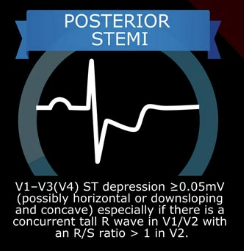 POSTERIOR
STEMI
V1–V3(V4) ST depression ≥0.05mV
(possibly horizontal or downsloping
and concave) especially if there is a
concurrent tall R wave in V1/V2 with
an R/S ratio > 1 in V2.